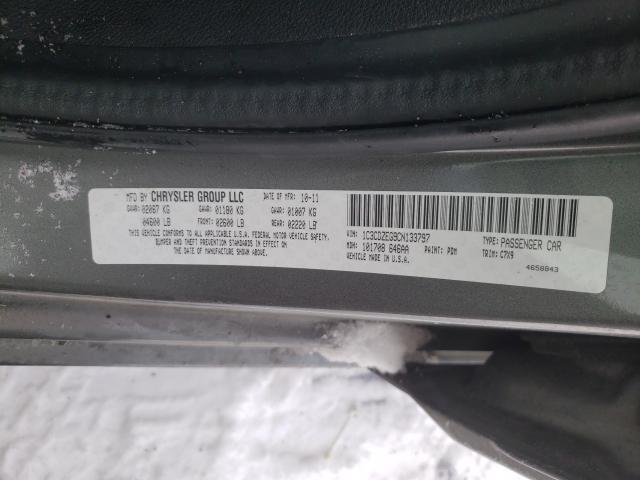 MFD BY CHRYSLER GROUP LLC DATE OF MFR: 10-11
GVWR: 02087 KG GAWR: 01180 KG GAWR: 01007 KG
04600 LB FRONT: 02600 LB REAR: 02220 LB
THIS VEHICLE CONFORMS TO ALL APPLICABLE U.S.A. FEDERAL MOTOR VEHICLE SAFETY,
BUMPER AND THEFT PREVENTION STANDARDS IN EFFECT ON
THE DATE OF MANUFACTURE SHOWN ABOVE.
VIN: 1C3CDZEG9CN133797 TYPE: PASSENGER CAR
MDH: 101708 646AA PAINT: PDM TRIM: C7X9
VEHICLE MADE IN U.S.A. 4658843